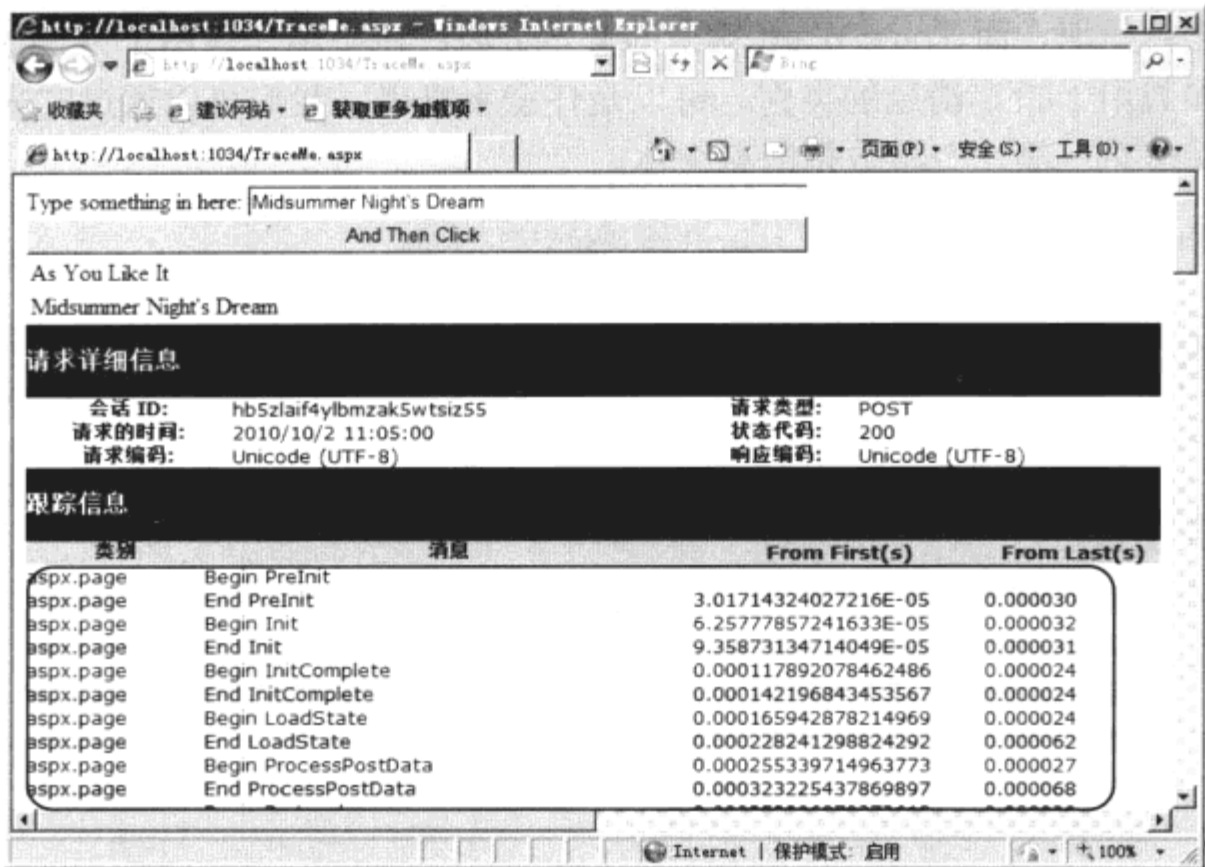 http://localhost:1034/TraceMe.aspx - Windows Internet Explorer
http://localhost:1034/TraceMe.aspx Bing
收藏夹 建议网站 获取更多加载项
http://localhost:1034/TraceMe.aspx 页面(P) 安全(S) 工具(O)
Type something in here: Midsummer Night's Dream
And Then Click
As You Like It
Midsummer Night's Dream
请求详细信息
会话 ID: hb5zlaif4ylbmzak5wtsiz55 请求类型: POST
请求的时间: 2010/10/2 11:05:00 状态代码: 200
请求编码: Unicode (UTF-8) 响应编码: Unicode (UTF-8)
跟踪信息
类别 消息 From First(s) From Last(s)
aspx.page Begin PreInit
aspx.page End PreInit 3.01714324027216E-05 0.000030
aspx.page Begin Init 6.25777857241633E-05 0.000032
aspx.page End Init 9.35873134714049E-05 0.000031
aspx.page Begin InitComplete 0.000117892078462486 0.000024
aspx.page End InitComplete 0.000142196843453567 0.000024
aspx.page Begin LoadState 0.000165942878214969 0.000024
aspx.page End LoadState 0.000228241298824292 0.000062
aspx.page Begin ProcessPostData 0.000255339714963773 0.000027
aspx.page End ProcessPostData 0.000323225437869897 0.000068
Internet | 保护模式: 启用 100%